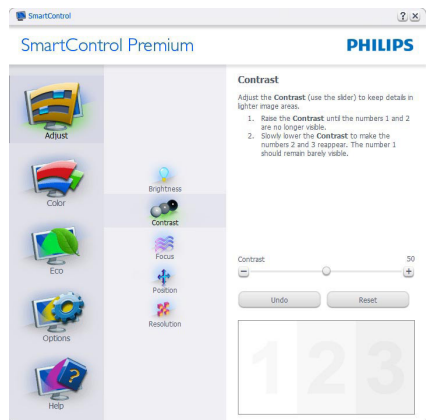 SmartControl
SmartControl Premium
PHILIPS
Adjust
Color
Eco
Options
Help
Brightness
Contrast
Focus
Position
Resolution
Contrast
Adjust the Contrast (use the slider) to keep details in
lighter image areas.
1. Raise the Contrast until the numbers 1 and 2
are no longer visible.
2. Slowly lower the Contrast to make the
numbers 2 and 3 reappear. The number 1
should remain barely visible.
Contrast 50
Undo Reset
1 2 3